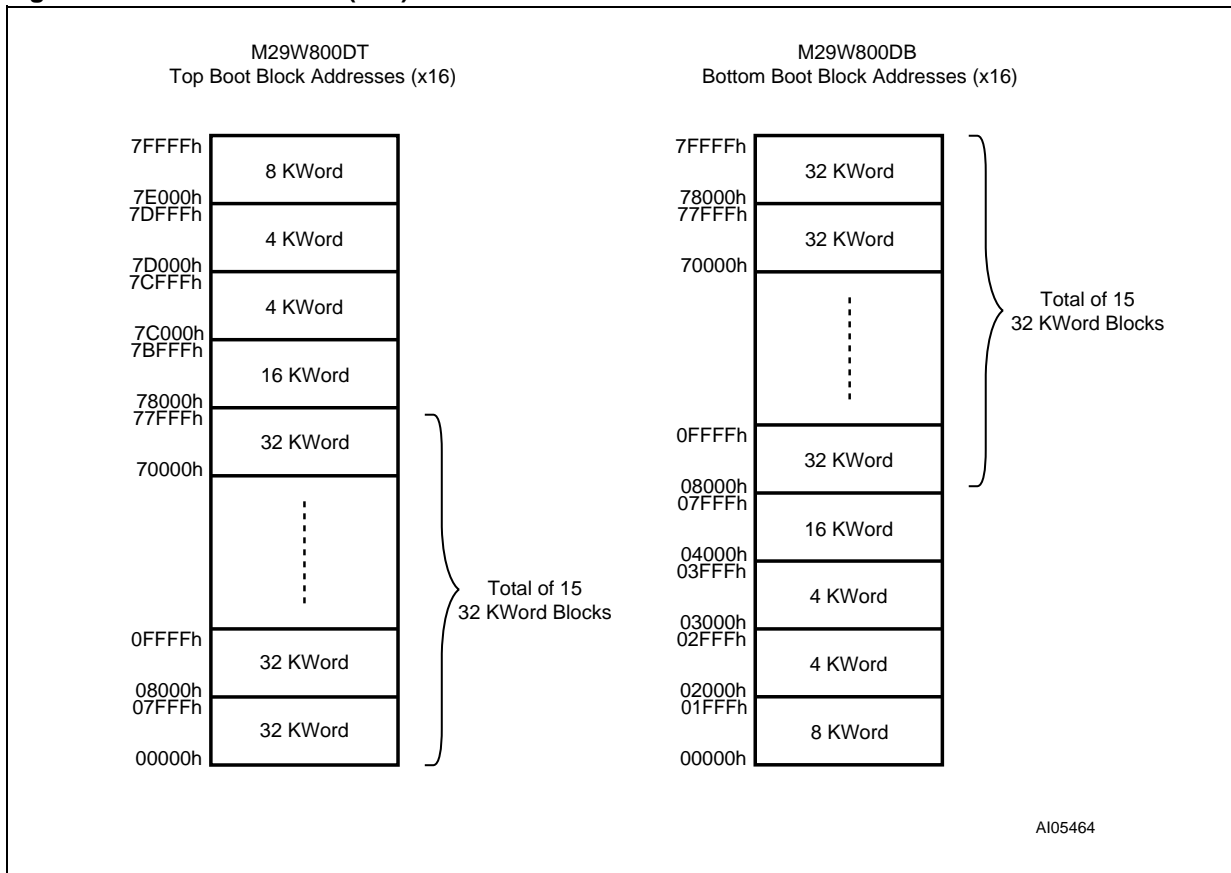 M29W800DT
Top Boot Block Addresses (x16)
7FFFFh
8 KWord
7E000h
7DFFFh
4 KWord
7D000h
7CFFFh
4 KWord
7C000h
7BFFFh
16 KWord
78000h
77FFFh
32 KWord
70000h
Total of 15
32 KWord Blocks
0FFFFh
32 KWord
08000h
07FFFh
32 KWord
00000h
M29W800DB
Bottom Boot Block Addresses (x16)
7FFFFh
32 KWord
78000h
77FFFh
32 KWord
70000h
Total of 15
32 KWord Blocks
0FFFFh
32 KWord
08000h
07FFFh
16 KWord
04000h
03FFFh
4 KWord
03000h
02FFFh
4 KWord
02000h
01FFFh
8 KWord
00000h
AI05464